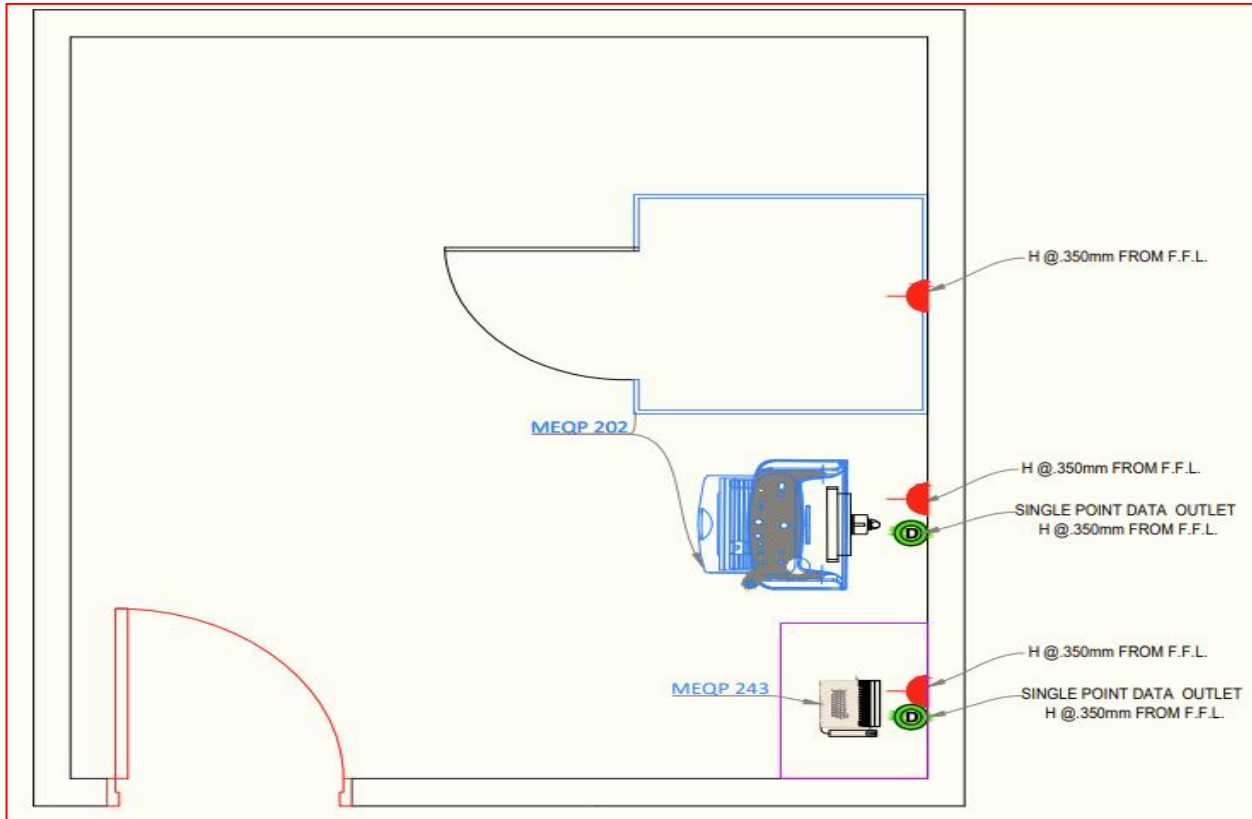 H @.350mm FROM F.F.L.
MEQP 202
H @.350mm FROM F.F.L.
SINGLE POINT DATA OUTLET
H @.350mm FROM F.F.L.
D
H @.350mm FROM F.F.L.
MEQP 243
SINGLE POINT DATA OUTLET
H @.350mm FROM F.F.L.
D